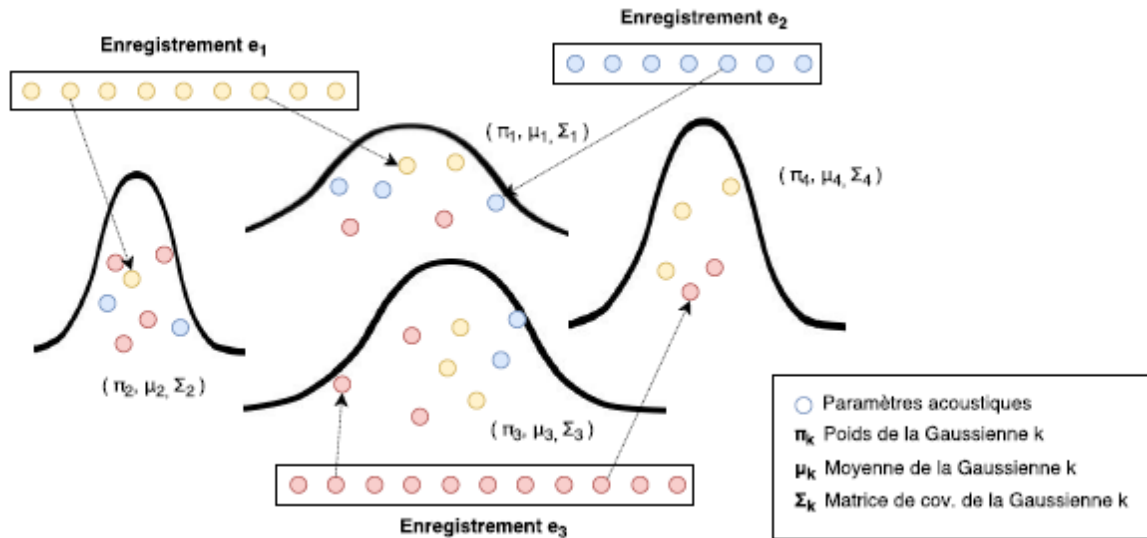 Enregistrement e₂
Enregistrement e₁
( π₁, μ₁, Σ₁ )
( π₄, μ₄, Σ₄ )
( π₂, μ₂, Σ₂ )
( π₃, μ₃, Σ₃ )
Enregistrement e₃
Paramètres acoustiques
πₖ Poids de la Gaussienne k
μₖ Moyenne de la Gaussienne k
Σₖ Matrice de cov. de la Gaussienne k